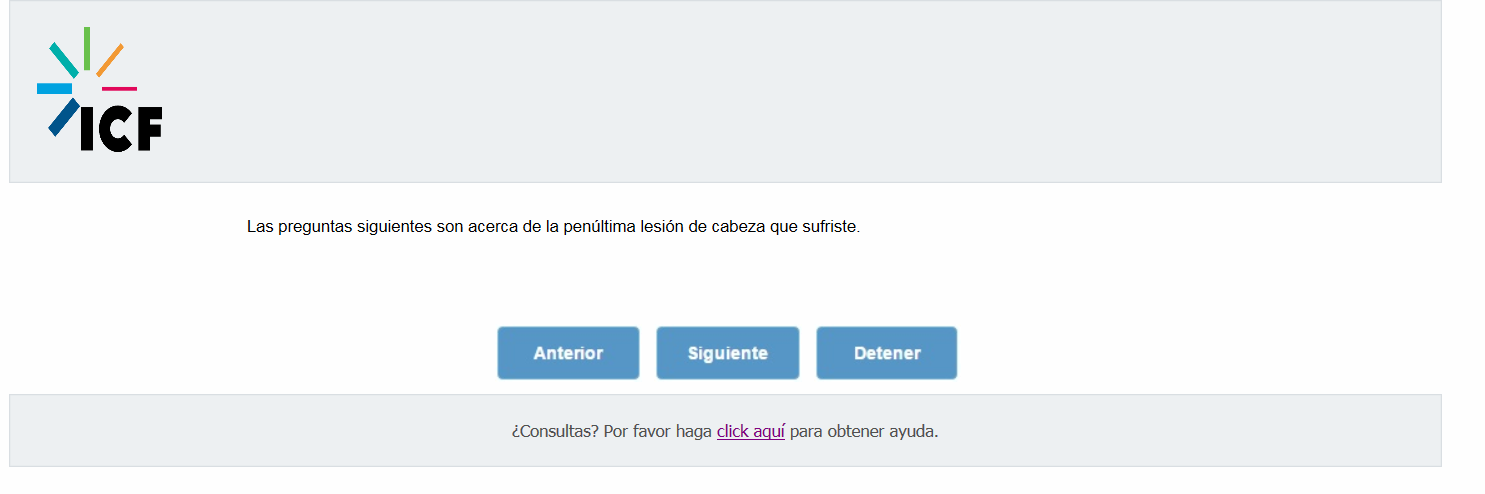 ICF
Las preguntas siguientes son acerca de la penúltima lesión de cabeza que sufriste.
Anterior Siguiente Detener
¿Consultas? Por favor haga click aquí para obtener ayuda.